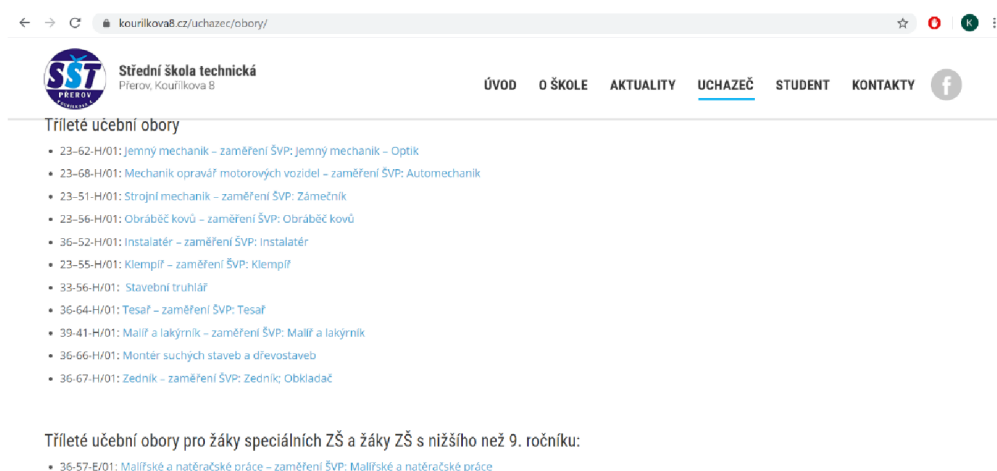 kourilkova8.cz/uchazec/obory/
K
SŠT
PŘEROV
Střední škola technická
Přerov, Kouřílkova 8
ÚVOD O ŠKOLE AKTUALITY UCHAZEČ STUDENT KONTAKTY f
Tříleté učební obory
23–62-H/01: Jemný mechanik – zaměření ŠVP: Jemný mechanik – Optik
23–68-H/01: Mechanik opravář motorových vozidel – zaměření ŠVP: Automechanik
23–51-H/01: Strojní mechanik – zaměření ŠVP: Zámečník
23–56-H/01: Obráběč kovů – zaměření ŠVP: Obráběč kovů
36–52-H/01: Instalatér – zaměření ŠVP: Instalatér
23–55-H/01: Klempíř – zaměření ŠVP: Klempíř
33-56-H/01: Stavební truhlář
36-64-H/01: Tesař – zaměření ŠVP: Tesař
39-41-H/01: Malíř a lakýrník – zaměření ŠVP: Malíř a lakýrník
36-66-H/01: Montér suchých staveb a dřevostaveb
36-67-H/01: Zedník – zaměření ŠVP: Zedník; Obkladač
Tříleté učební obory pro žáky speciálních ZŠ a žáky ZŠ s nižšího než 9. ročníku:
36-57-E/01: Malířské a natěračské práce – zaměření ŠVP: Malířské a natěračské práce